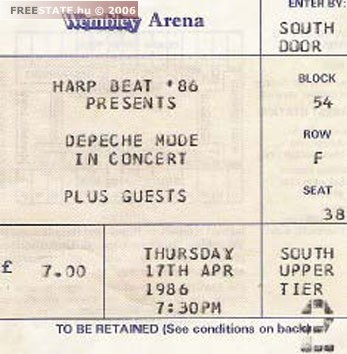 FREESTATE.hu © 2006
Wembley Arena
ENTER BY:
SOUTH
DOOR
HARP BEAT '86
PRESENTS
DEPECHE MODE
IN CONCERT
PLUS GUESTS
BLOCK
54
ROW
F
SEAT
38
£ 7.00
THURSDAY
17TH APR
1986
7:30PM
SOUTH
UPPER
TIER
TO BE RETAINED (See conditions on back)